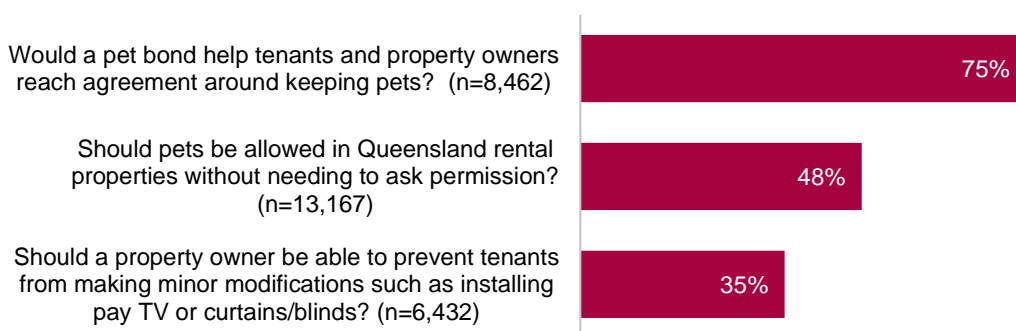 Would a pet bond help tenants and property owners
reach agreement around keeping pets? (n=8,462)
75%
Should pets be allowed in Queensland rental
properties without needing to ask permission?
(n=13,167)
48%
Should a property owner be able to prevent tenants
from making minor modifications such as installing
pay TV or curtains/blinds? (n=6,432)
35%